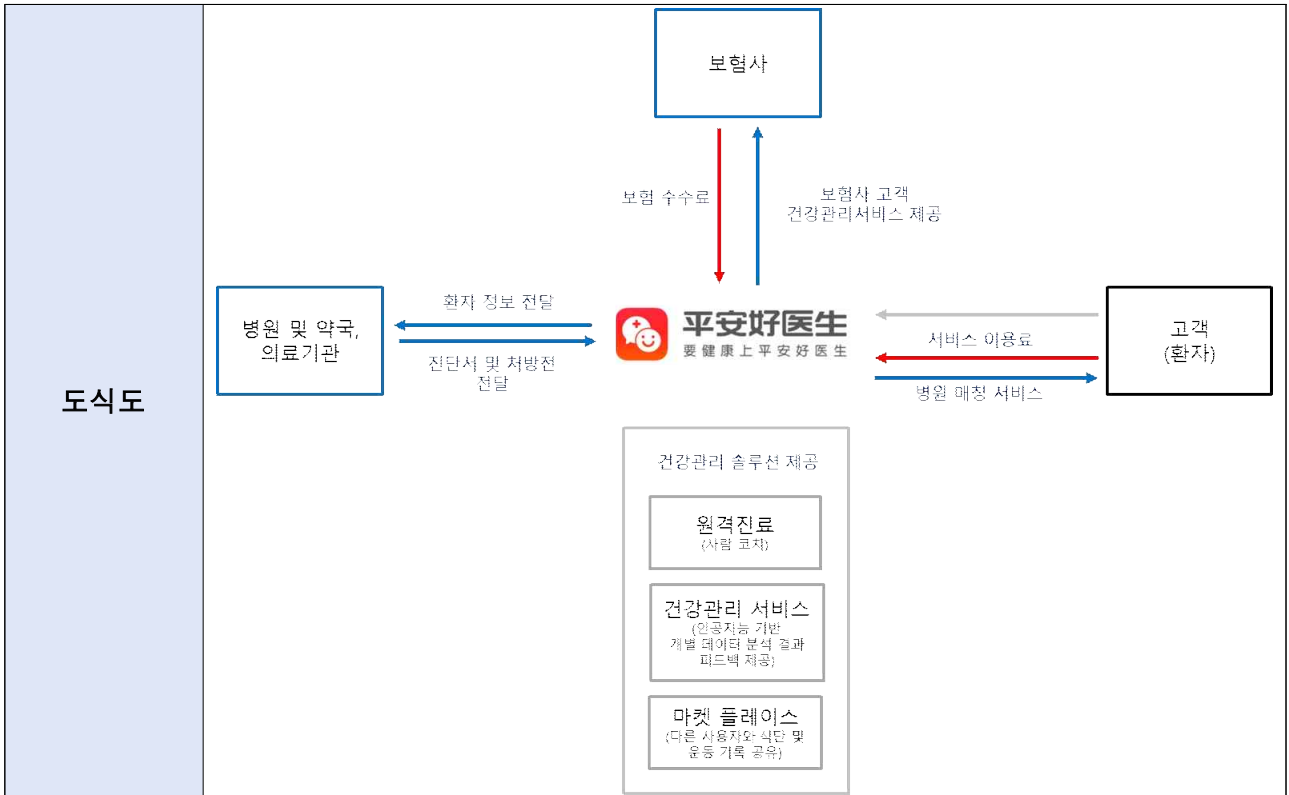 도식도
보험사
보험 수수료
보험사 고객
건강관리서비스 제공
병원 및 약국,
의료기관
환자 정보 전달
진단서 및 처방전
전달
平安好医生
要健康上平安好医生
서비스 이용료
병원 매칭 서비스
고객
(환자)
건강관리 솔루션 제공
원격진료
(사람 코치)
건강관리 서비스
(인공지능 기반
개별 데이터 분석 결과
피드백 제공)
마켓 플레이스
(다른 사용자와 식단 및
운동 기록 공유)